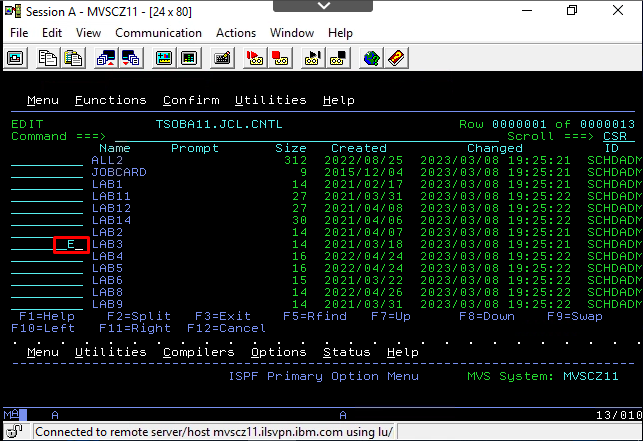 Session A - MVSCZ11 - [24 x 80]
File Edit View Communication Actions Window Help
Menu Functions Confirm Utilities Help
EDIT TSOBA11.JCL.CNTL Row 0000001 of 0000013
Command ===> Scroll ===> CSR
Name Prompt Size Created Changed ID
ALL2 312 2022/08/25 2023/03/08 19:25:21 SCHDADM
JOBCARD 9 2015/12/04 2023/03/08 19:25:21 SCHDADM
LAB1 14 2021/02/17 2023/03/08 19:25:21 SCHDADM
LAB11 27 2021/03/31 2023/03/08 19:25:22 SCHDADM
LAB12 27 2021/04/08 2023/03/08 19:25:22 SCHDADM
LAB14 30 2021/04/06 2023/03/08 19:25:22 SCHDADM
LAB2 14 2021/04/07 2023/03/08 19:25:21 SCHDADM
E LAB3 14 2021/03/18 2023/03/08 19:25:21 SCHDADM
LAB4 16 2022/04/24 2023/03/08 19:25:22 SCHDADM
LAB5 16 2022/04/24 2023/03/08 19:25:22 SCHDADM
LAB6 15 2021/03/22 2023/03/08 19:25:22 SCHDADM
LAB8 14 2022/04/26 2023/03/08 19:25:22 SCHDADM
LAB9 14 2021/03/31 2023/03/08 19:25:22 SCHDADM
F1=Help F2=Split F3=Exit F5=Rfind F7=Up F8=Down F9=Swap
F10=Left F11=Right F12=Cancel
Menu Utilities Compilers Options Status Help
ISPF Primary Option Menu MVS System: MVSCZ11
MA A A 13/010
Connected to remote server/host mvscz11.ilsvpn.ibm.com using lu/